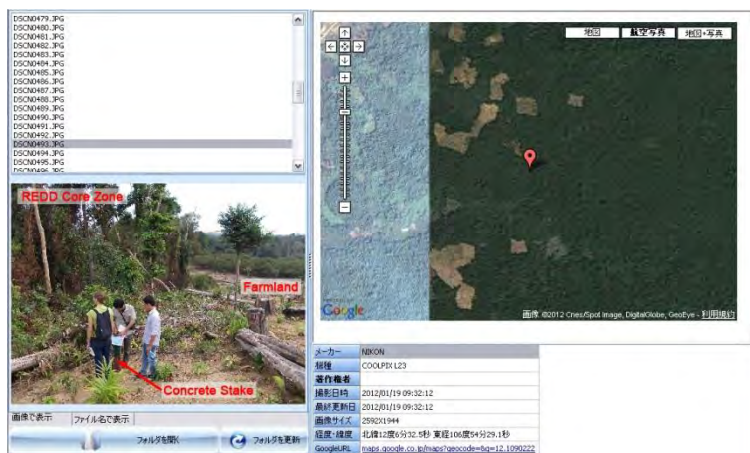 DSCN0479.JPG
DSCN0480.JPG
DSCN0481.JPG
DSCN0482.JPG
DSCN0483.JPG
DSCN0484.JPG
DSCN0485.JPG
DSCN0486.JPG
DSCN0487.JPG
DSCN0488.JPG
DSCN0489.JPG
DSCN0490.JPG
DSCN0491.JPG
DSCN0492.JPG
DSCN0493.JPG
DSCN0494.JPG
DSCN0495.JPG
DSCN0496.JPG
REDD Core Zone
Farmland
Concrete Stake
画像で表示 ファイル名で表示
フォルダを開く フォルダを更新
地図 航空写真 地図+写真
Google
画像 ©2012 Cnes/Spot Image, DigitalGlobe, GeoEye - 利用規約
メーカー NIKON
機種 COOLPIX L23
著作権者
撮影日時 2012/01/19 09:32:12
最終更新日 2012/01/19 09:32:12
画像サイズ 2592X1944
経度・緯度 北緯12度6分32.5秒 東経106度54分29.1秒
GoogleURL maps.google.co.jp/maps?geocode=&q=12.1090222